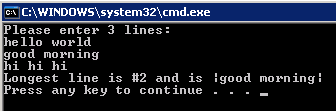 C:\WINDOWS\system32\cmd.exe
Please enter 3 lines:
hello world
good morning
hi hi hi
Longest line is #2 and is ¦good morning¦
Press any key to continue . . . _